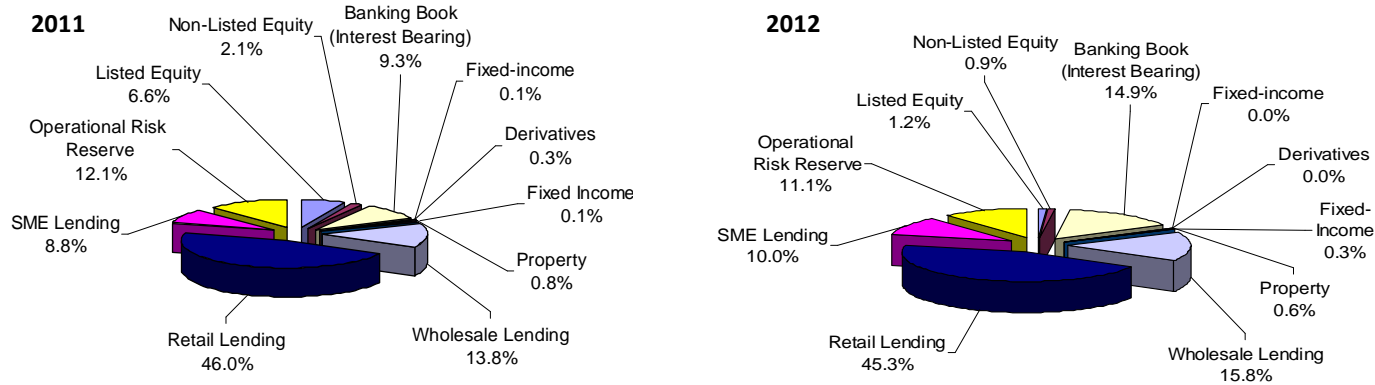 2011
Non-Listed Equity
2.1%
Banking Book
(Interest Bearing)
9.3%
Fixed-income
0.1%
Listed Equity
6.6%
Derivatives
0.3%
Operational Risk
Reserve
12.1%
Fixed Income
0.1%
SME Lending
8.8%
Property
0.8%
Retail Lending
46.0%
Wholesale Lending
13.8%
2012
Non-Listed Equity
0.9%
Banking Book
(Interest Bearing)
14.9%
Fixed-income
0.0%
Listed Equity
1.2%
Derivatives
0.0%
Operational
Risk Reserve
11.1%
Fixed-
Income
0.3%
SME Lending
10.0%
Property
0.6%
Retail Lending
45.3%
Wholesale Lending
15.8%